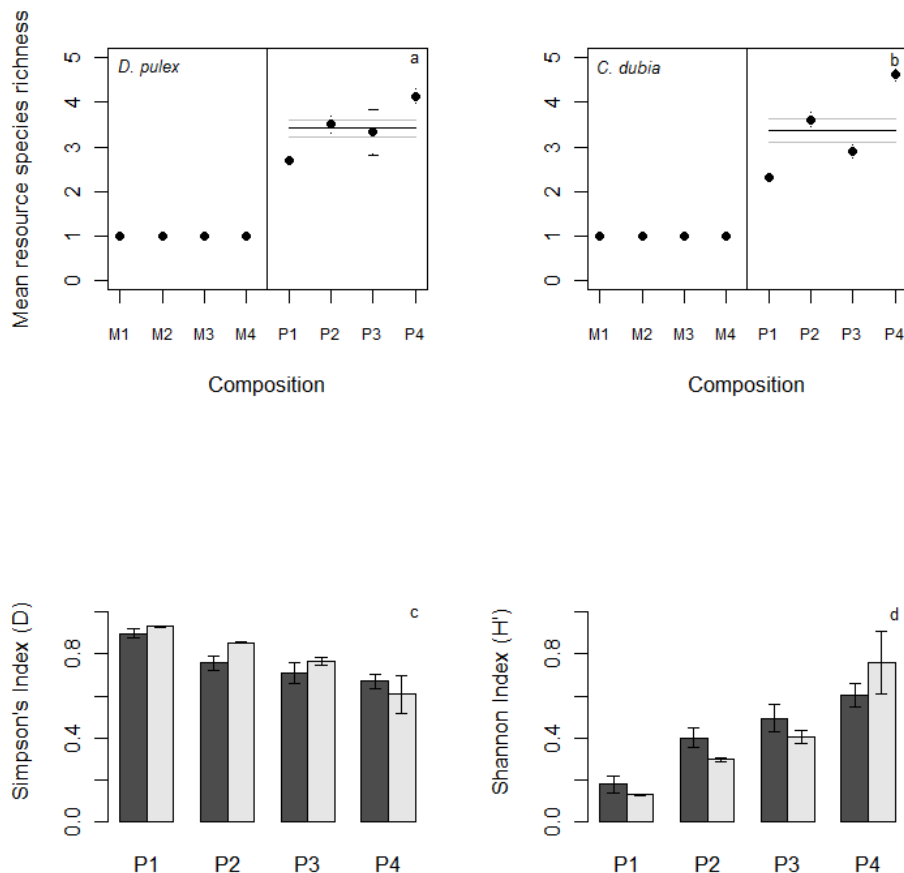 Mean resource species richness
0
1
2
3
4
5
D. pulex
a
M1 M2 M3 M4 P1 P2 P3 P4
Composition
0
1
2
3
4
5
C. dubia
b
M1 M2 M3 M4 P1 P2 P3 P4
Composition
Simpson's Index (D)
0.0
0.4
0.8
c
P1 P2 P3 P4
Shannon Index (H')
0.0
0.4
0.8
d
P1 P2 P3 P4